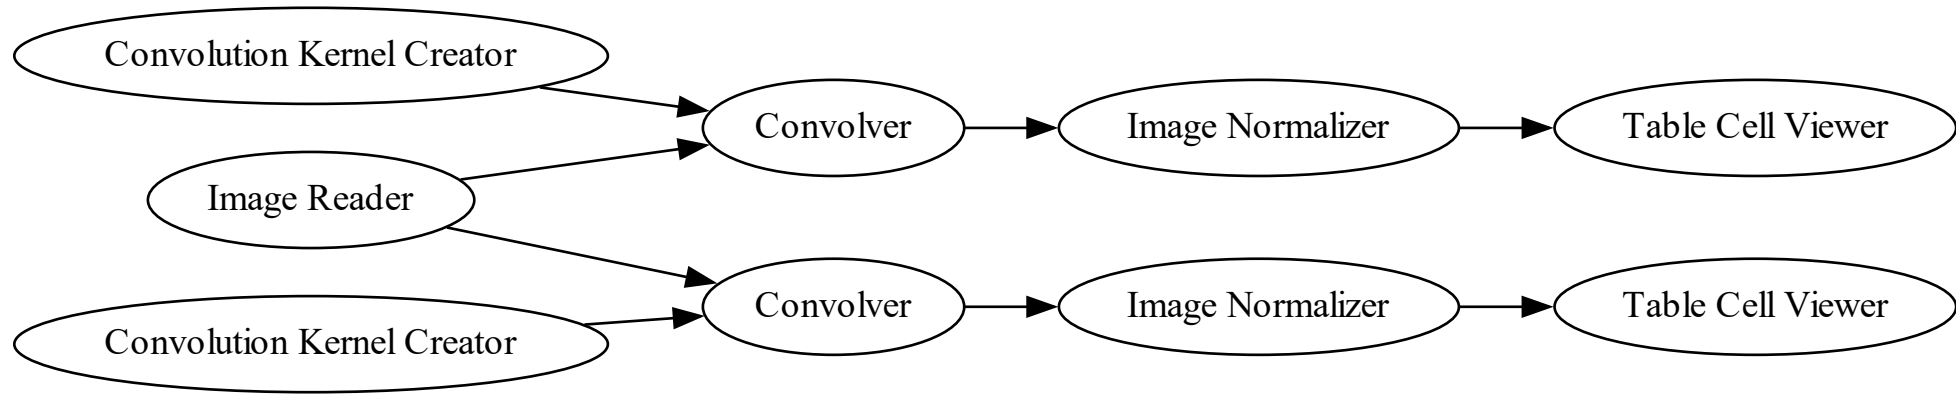 Convolution Kernel Creator
Convolver
Image Normalizer
Table Cell Viewer
Image Reader
Convolver
Image Normalizer
Table Cell Viewer
Convolution Kernel Creator